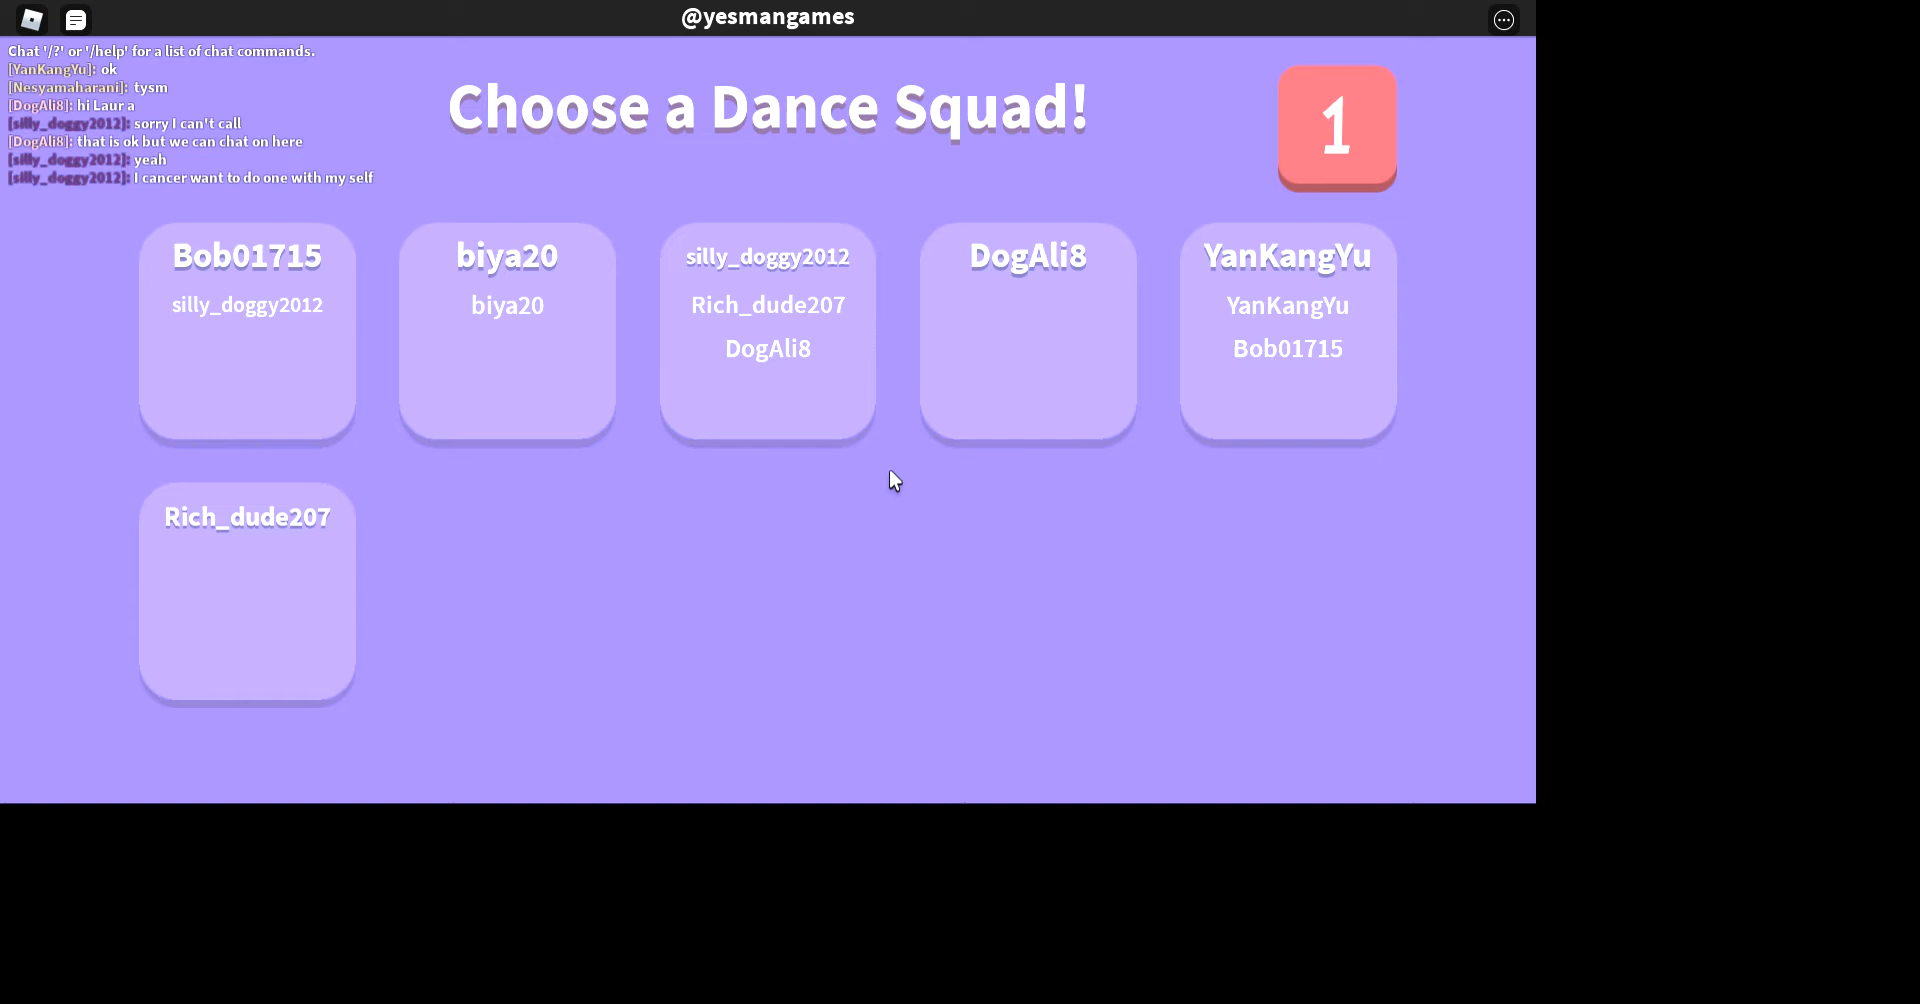 @yesmangames
Chat '/?' or '/help' for a list of chat commands.
[YanKangYu]: ok
[Nesyamaharani]: tysm
[DogAli8]: hi Laur a
[silly_doggy2012]: sorry I can't call
[DogAli8]: that is ok but we can chat on here
[silly_doggy2012]: yeah
[silly_doggy2012]: I cancer want to do one with my self
Choose a Dance Squad!
1
Bob01715
silly_doggy2012
biya20
biya20
silly_doggy2012
Rich_dude207
DogAli8
DogAli8
YanKangYu
YanKangYu
Bob01715
Rich_dude207